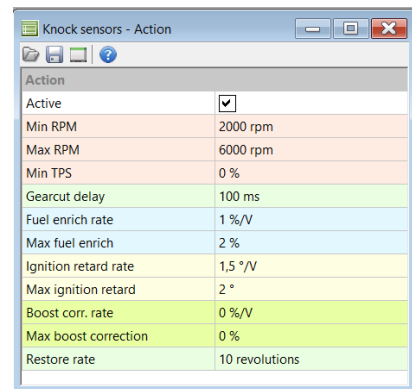 Knock sensors - Action
Action
Active
Min RPM 2000 rpm
Max RPM 6000 rpm
Min TPS 0 %
Gearcut delay 100 ms
Fuel enrich rate 1 %/V
Max fuel enrich 2 %
Ignition retard rate 1,5 °/V
Max ignition retard 2 °
Boost corr. rate 0 %/V
Max boost correction 0 %
Restore rate 10 revolutions